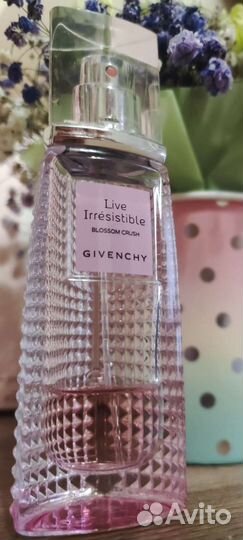 Live
Irrésistible
BLOSSOM CRUSH
GIVENCHY
Avito